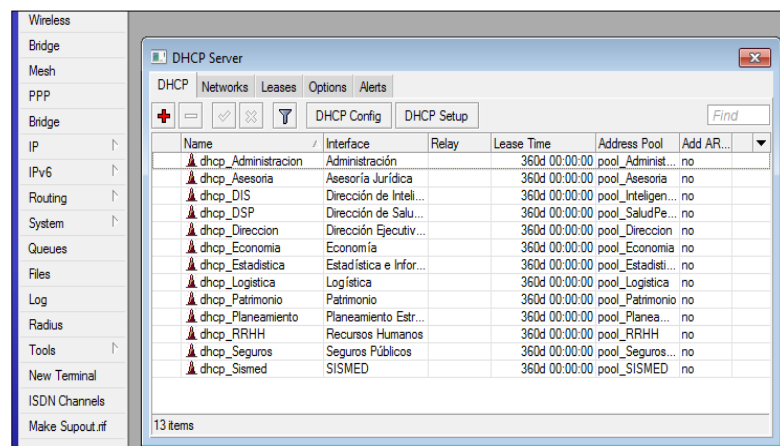 Wireless
Bridge
Mesh
PPP
Bridge
IP
IPv6
Routing
System
Queues
Files
Log
Radius
Tools
New Terminal
ISDN Channels
Make Supout.rif
DHCP Server
DHCP Networks Leases Options Alerts
DHCP Config DHCP Setup Find
Name / Interface Relay Lease Time Address Pool Add AR...
dhcp_Administracion Administración 360d 00:00:00 pool_Administ... no
dhcp_Asesoria Asesoría Jurídica 360d 00:00:00 pool_Asesoria no
dhcp_DIS Dirección de Inteli... 360d 00:00:00 pool_Inteligen... no
dhcp_DSP Dirección de Salu... 360d 00:00:00 pool_SaludPe... no
dhcp_Direccion Dirección Ejecutiv... 360d 00:00:00 pool_Direccion no
dhcp_Economia Economía 360d 00:00:00 pool_Economia no
dhcp_Estadistica Estadística e Infor... 360d 00:00:00 pool_Estadisti... no
dhcp_Logistica Logística 360d 00:00:00 pool_Logistica no
dhcp_Patrimonio Patrimonio 360d 00:00:00 pool_Patrimonio no
dhcp_Planeamiento Planeamiento Estr... 360d 00:00:00 pool_Planea... no
dhcp_RRHH Recursos Humanos 360d 00:00:00 pool_RRHH no
dhcp_Seguros Seguros Públicos 360d 00:00:00 pool_Seguros... no
dhcp_Sismed SISMED 360d 00:00:00 pool_SISMED no
13 items